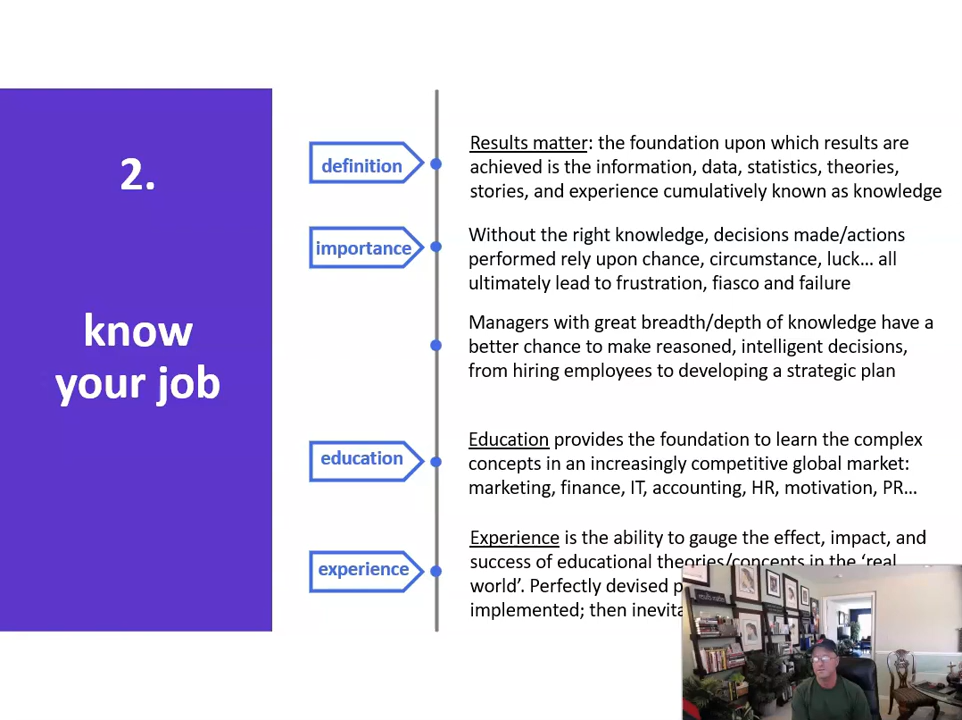 2.
know
your job
definition
Results matter: the foundation upon which results are
achieved is the information, data, statistics, theories,
stories, and experience cumulatively known as knowledge
importance
Without the right knowledge, decisions made/actions
performed rely upon chance, circumstance, luck... all
ultimately lead to frustration, fiasco and failure
Managers with great breadth/depth of knowledge have a
better chance to make reasoned, intelligent decisions,
from hiring employees to developing a strategic plan
education
Education provides the foundation to learn the complex
concepts in an increasingly competitive global market:
marketing, finance, IT, accounting, HR, motivation, PR...
experience
Experience is the ability to gauge the effect, impact, and
success of educational theories/concepts in the ‘real
world’. Perfectly devised p
implemented; then inevita
results matter